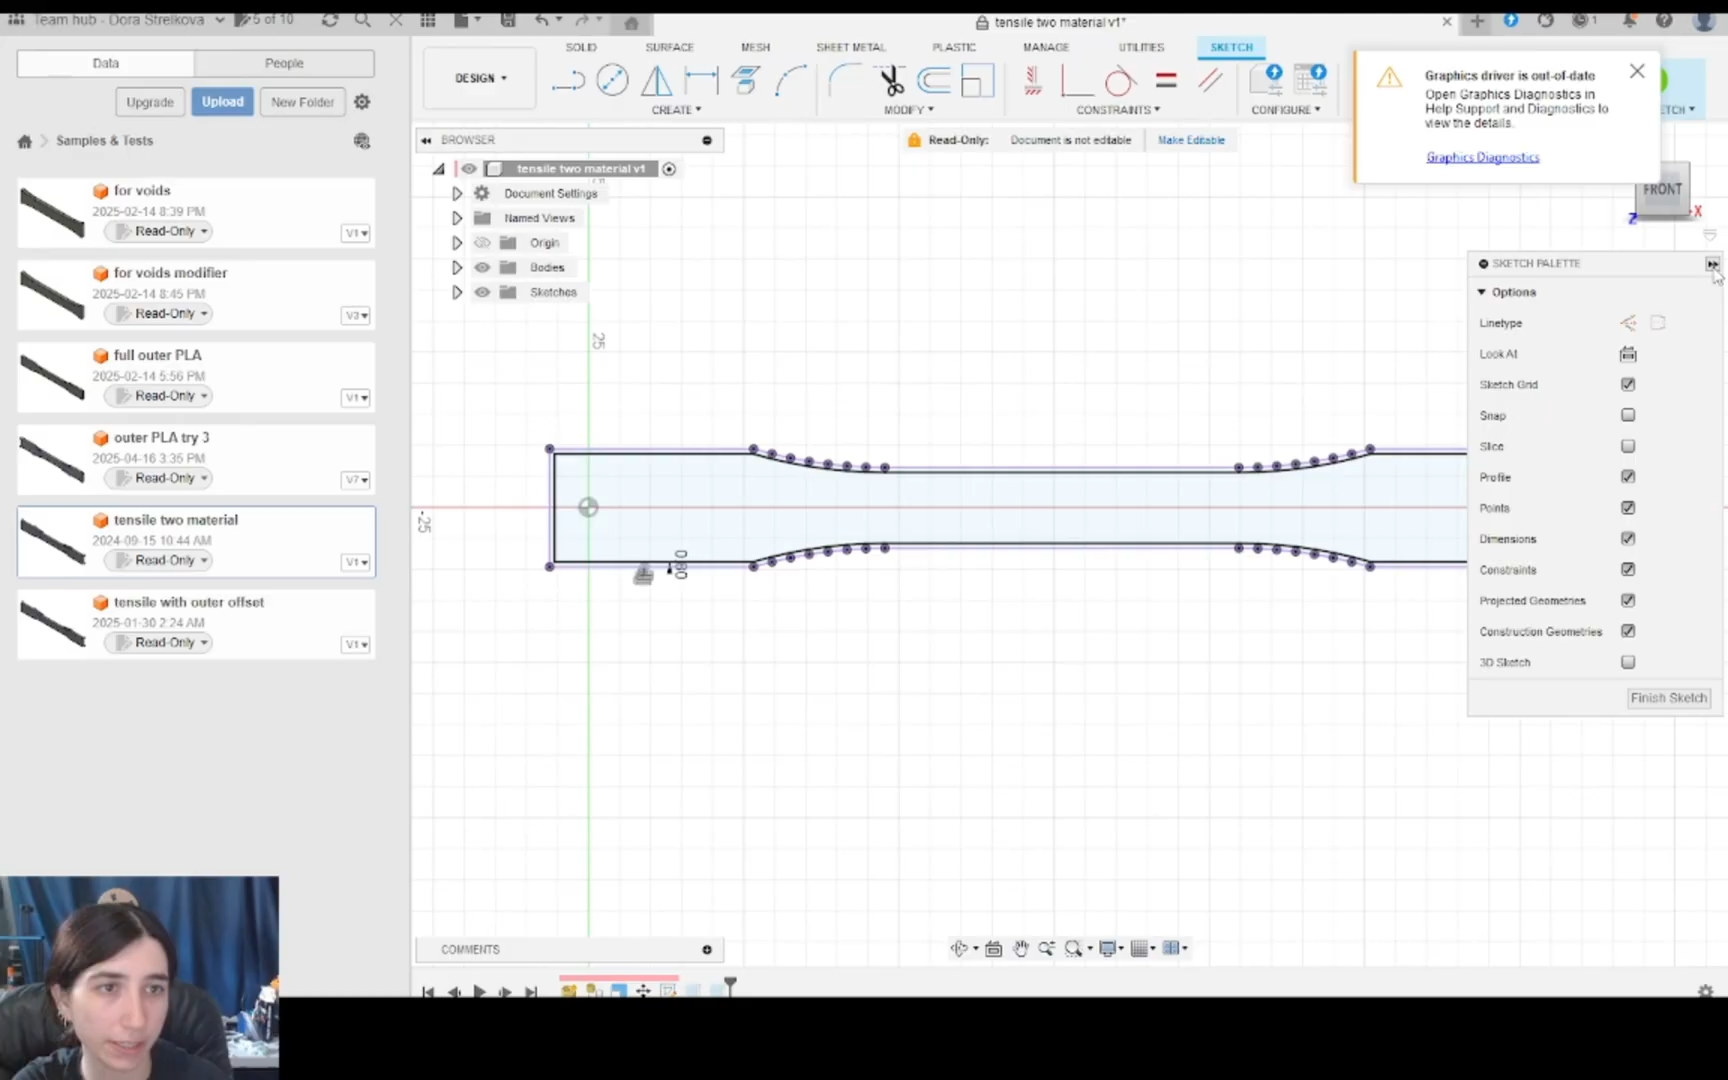 Team hub - Dora Strelkova
5 of 10
tensile two material v1*
1
Data
People
Upgrade
Upload
New Folder
Samples & Tests
for voids
2025-02-14 8:39 PM
Read-Only
V1
for voids modifier
2025-02-14 8:45 PM
Read-Only
V3
full outer PLA
2025-02-14 5:56 PM
Read-Only
V1
outer PLA try 3
2025-04-16 3:35 PM
Read-Only
V7
tensile two material
2024-09-15 10:44 AM
Read-Only
V1
tensile with outer offset
2025-01-30 2:24 AM
Read-Only
V1
DESIGN
SOLID
SURFACE
MESH
SHEET METAL
PLASTIC
MANAGE
UTILITIES
SKETCH
CREATE
MODIFY
CONSTRAINTS
CONFIGURE
Graphics driver is out-of-date
Open Graphics Diagnostics in
Help Support and Diagnostics to
view the details.
Graphics Diagnostics
BROWSER
Read-Only:
Document is not editable
Make Editable
tensile two material v1
Document Settings
Named Views
Origin
Bodies
Sketches
FRONT
X
Z
25
-25
0.60
SKETCH PALETTE
Options
Linetype
Look At
Sketch Grid
Snap
Slice
Profile
Points
Dimensions
Constraints
Projected Geometries
Construction Geometries
3D Sketch
Finish Sketch
COMMENTS